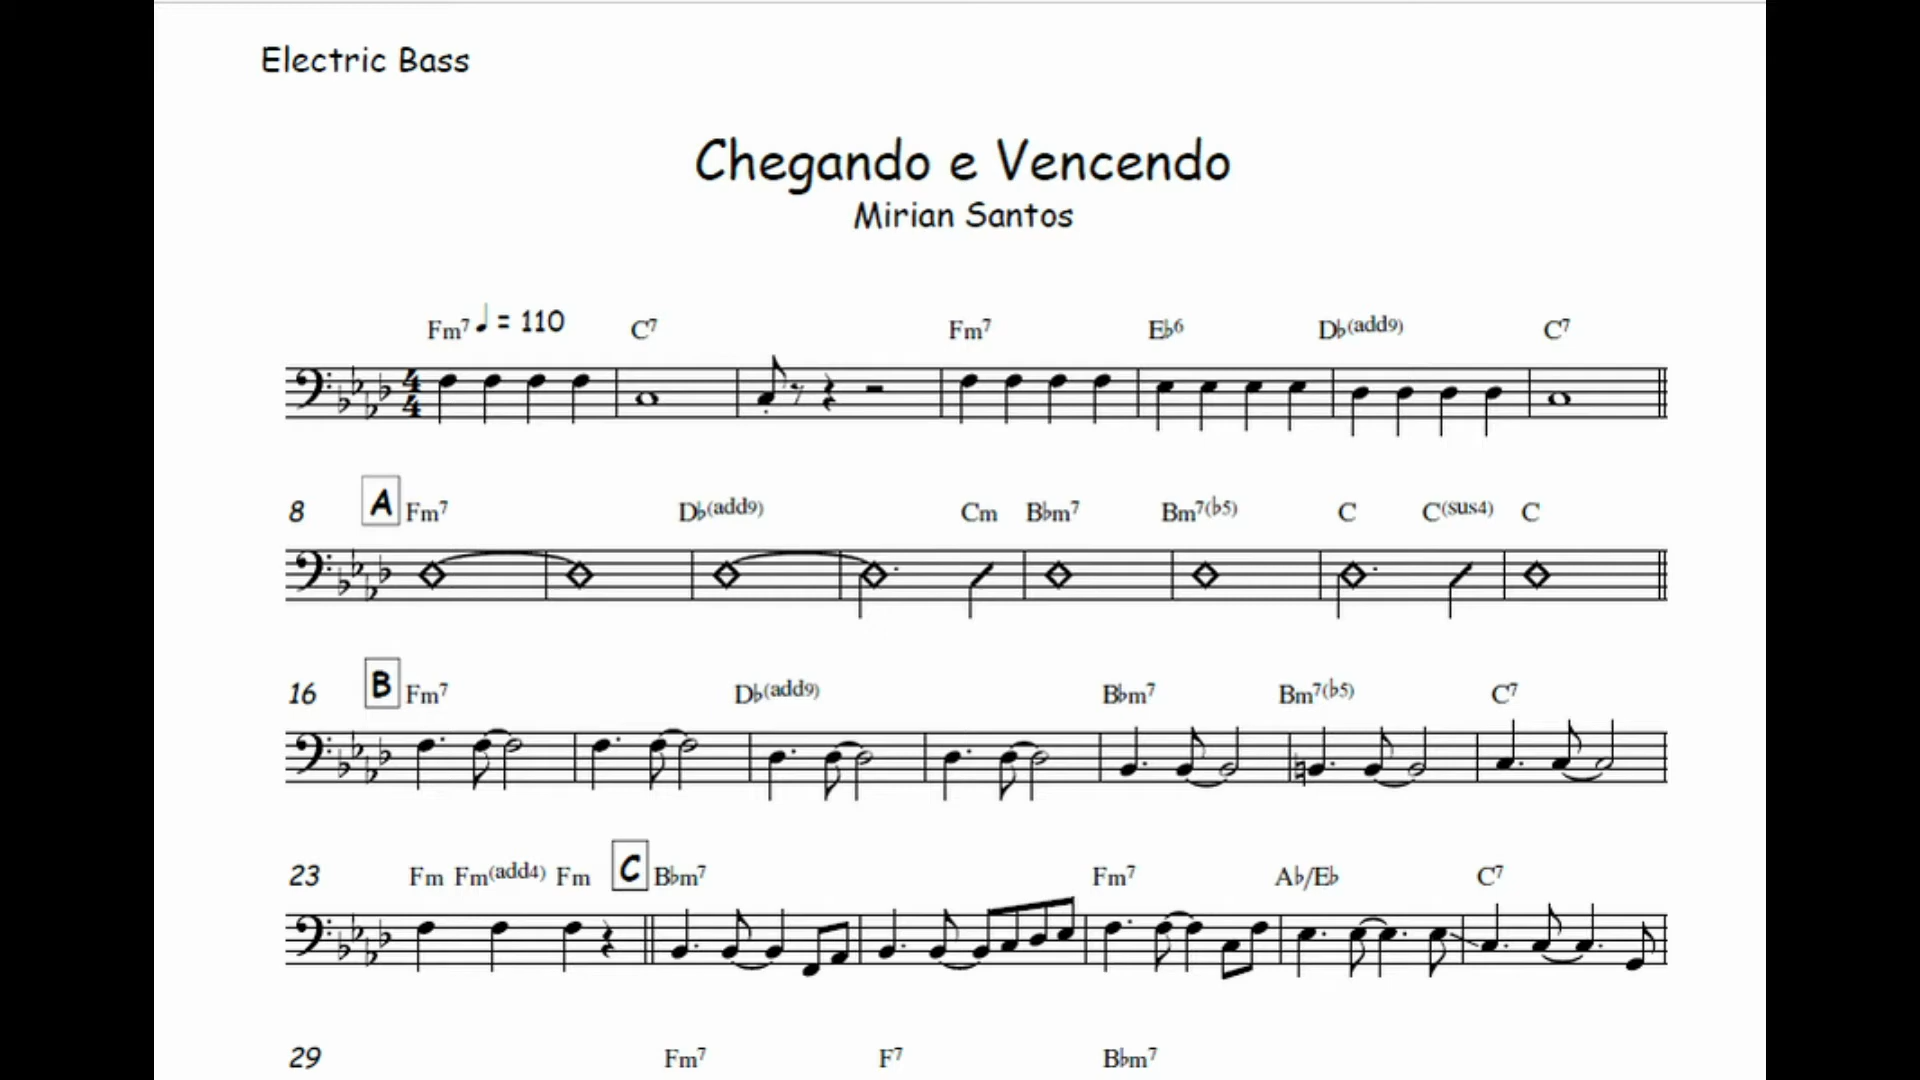 Electric Bass
Chegando e Vencendo
Mirian Santos
Fm7 ♩ = 110 C7 Fm7 E♭6 D♭(add9) C7
4/4
8 A Fm7 D♭(add9) Cm B♭m7 Bm7(♭5) C C(sus4) C
16 B Fm7 D♭(add9) B♭m7 Bm7(♭5) C7
23 Fm Fm(add4) Fm C B♭m7 Fm7 A♭/E♭ C7
29 Fm7 F7 B♭m7